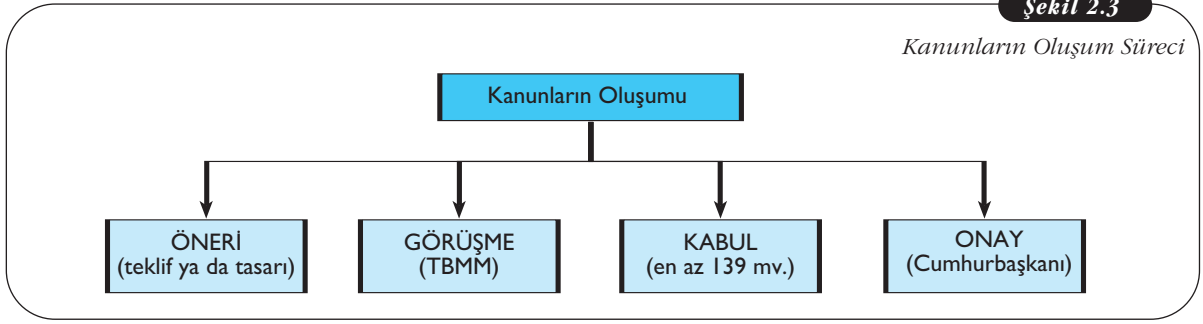 Şekil 2.3
Kanunların Oluşum Süreci
Kanunların Oluşumu
ÖNERİ
(teklif ya da tasarı)
GÖRÜŞME
(TBMM)
KABUL
(en az 139 mv.)
ONAY
(Cumhurbaşkanı)